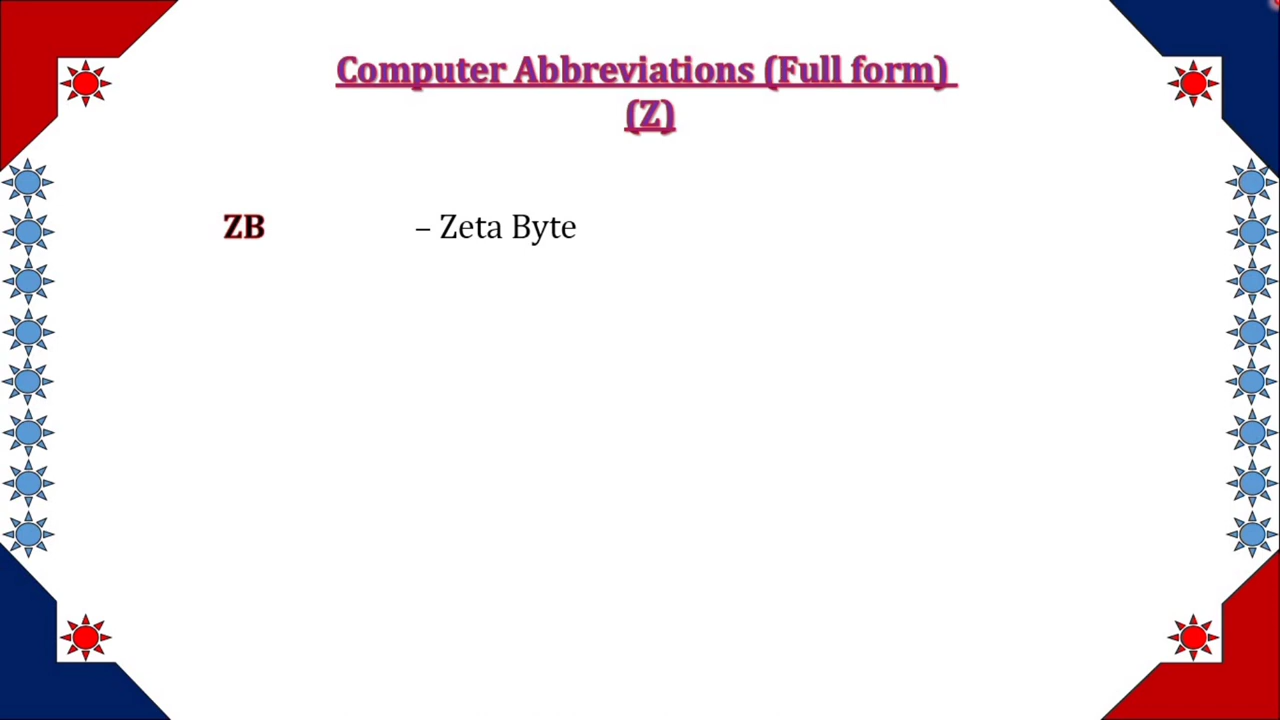 Computer Abbreviations (Full form)
(Z)
ZB – Zeta Byte